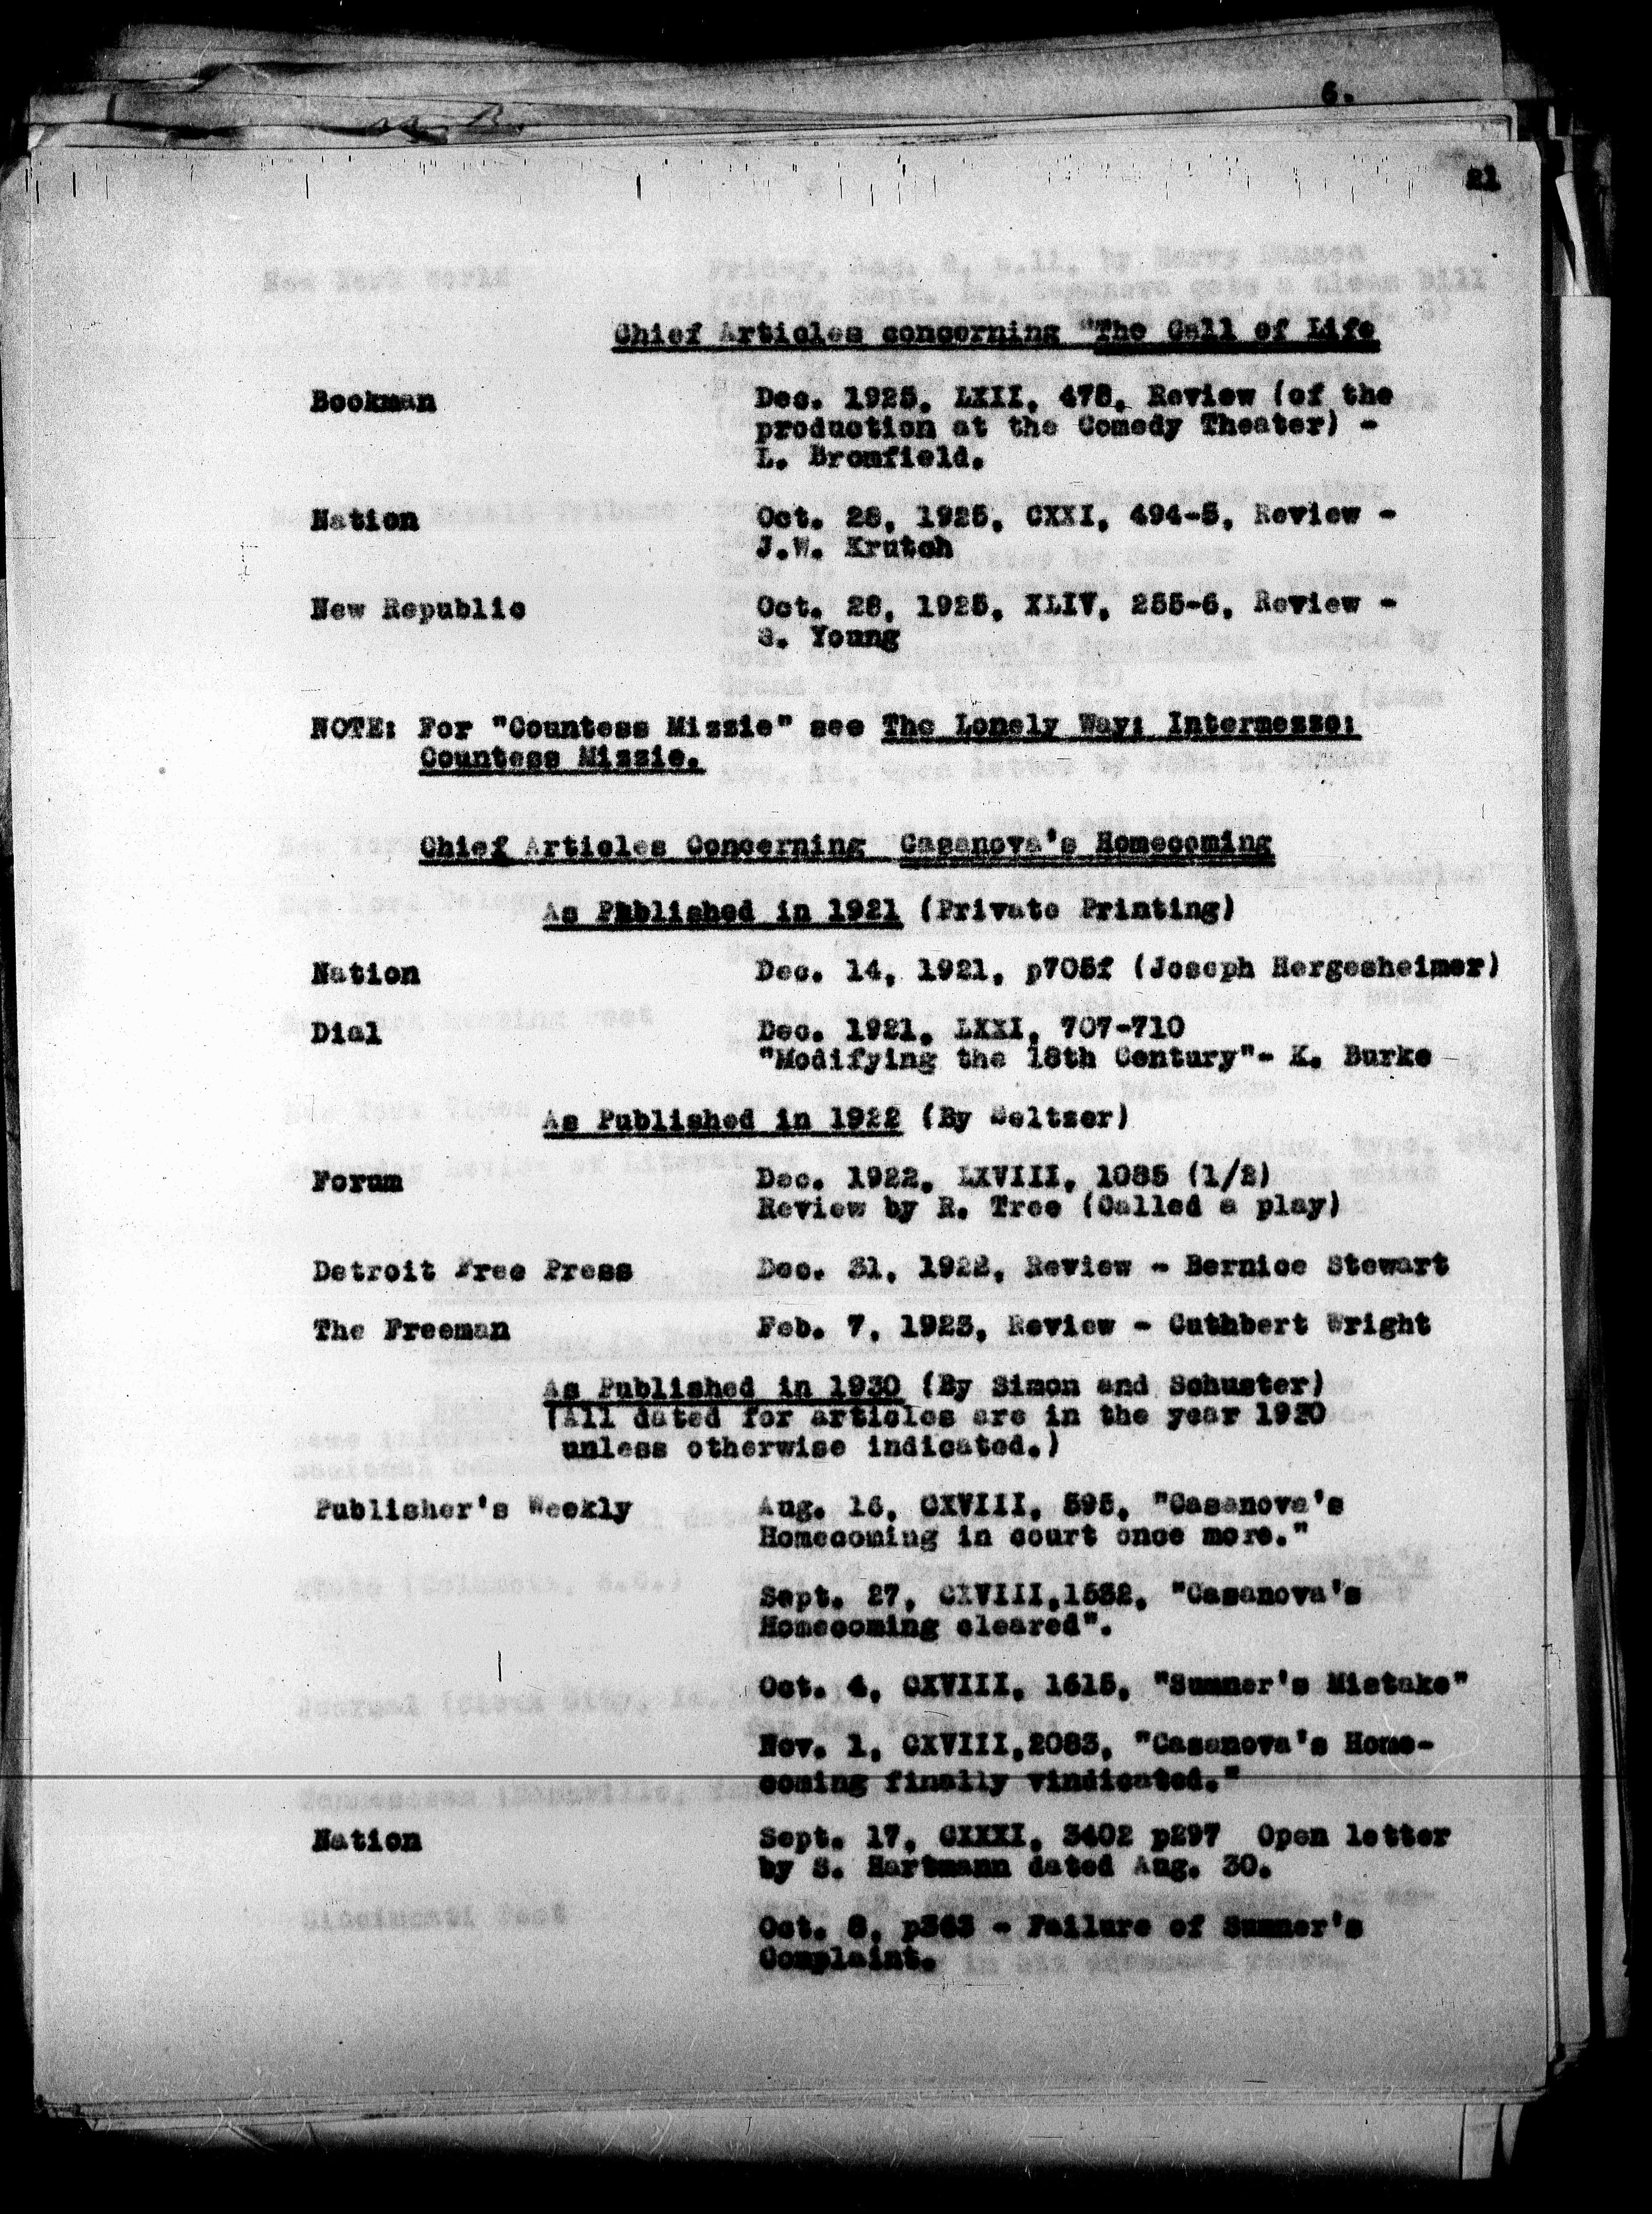 6.
21
Chief Articles concerning "The Call of Life
Bookman Dec. 1925, LXII, 478, Review (of the
production at the Comedy Theater) -
L. Bromfield.
Nation Oct. 28, 1925, CXXI, 494-5, Review -
J.W. Krutch
New Republic Oct. 28, 1925, XLIV, 255-6, Review -
S. Young
NOTE: For "Countess Mizzie" see The Lonely Way; Intermezzo;
Countess Mizzie.
Chief Articles Concerning Casanova's Homecoming
As Published in 1921 (Private Printing)
Nation Dec. 14, 1921, p705f (Joseph Hergesheimer)
Dial Dec. 1921, LXXI, 707-710
"Modifying the 18th Century"- K. Burke
As Published in 1922 (By Seltzer)
Forum Dec. 1922, LXVIII, 1085 (1/2)
Review by R. Tree (Called a play)
Detroit Free Press Dec. 31, 1922, Review - Bernice Stewart
The Freeman Feb. 7, 1923, Review - Cuthbert Wright
As Published in 1930 (By Simon and Schuster)
(All dated for articles are in the year 1930
unless otherwise indicated.)
Publisher's Weekly Aug. 16, CXVIII, 595, "Casanova's
Homecoming in court once more."
Sept. 27, CXVIII,1532, "Casanova's
Homecoming cleared".
Oct. 4, CXVIII, 1615, "Sumner's Mistake"
Nov. 1, CXVIII,2083, "Casanova's Home-
coming finally vindicated."
Nation Sept. 17, CXXXI, 3402 p297 Open letter
by S. Hartmann dated Aug. 30.
Oct. 8, p363 - Failure of Sumner's
Complaint.